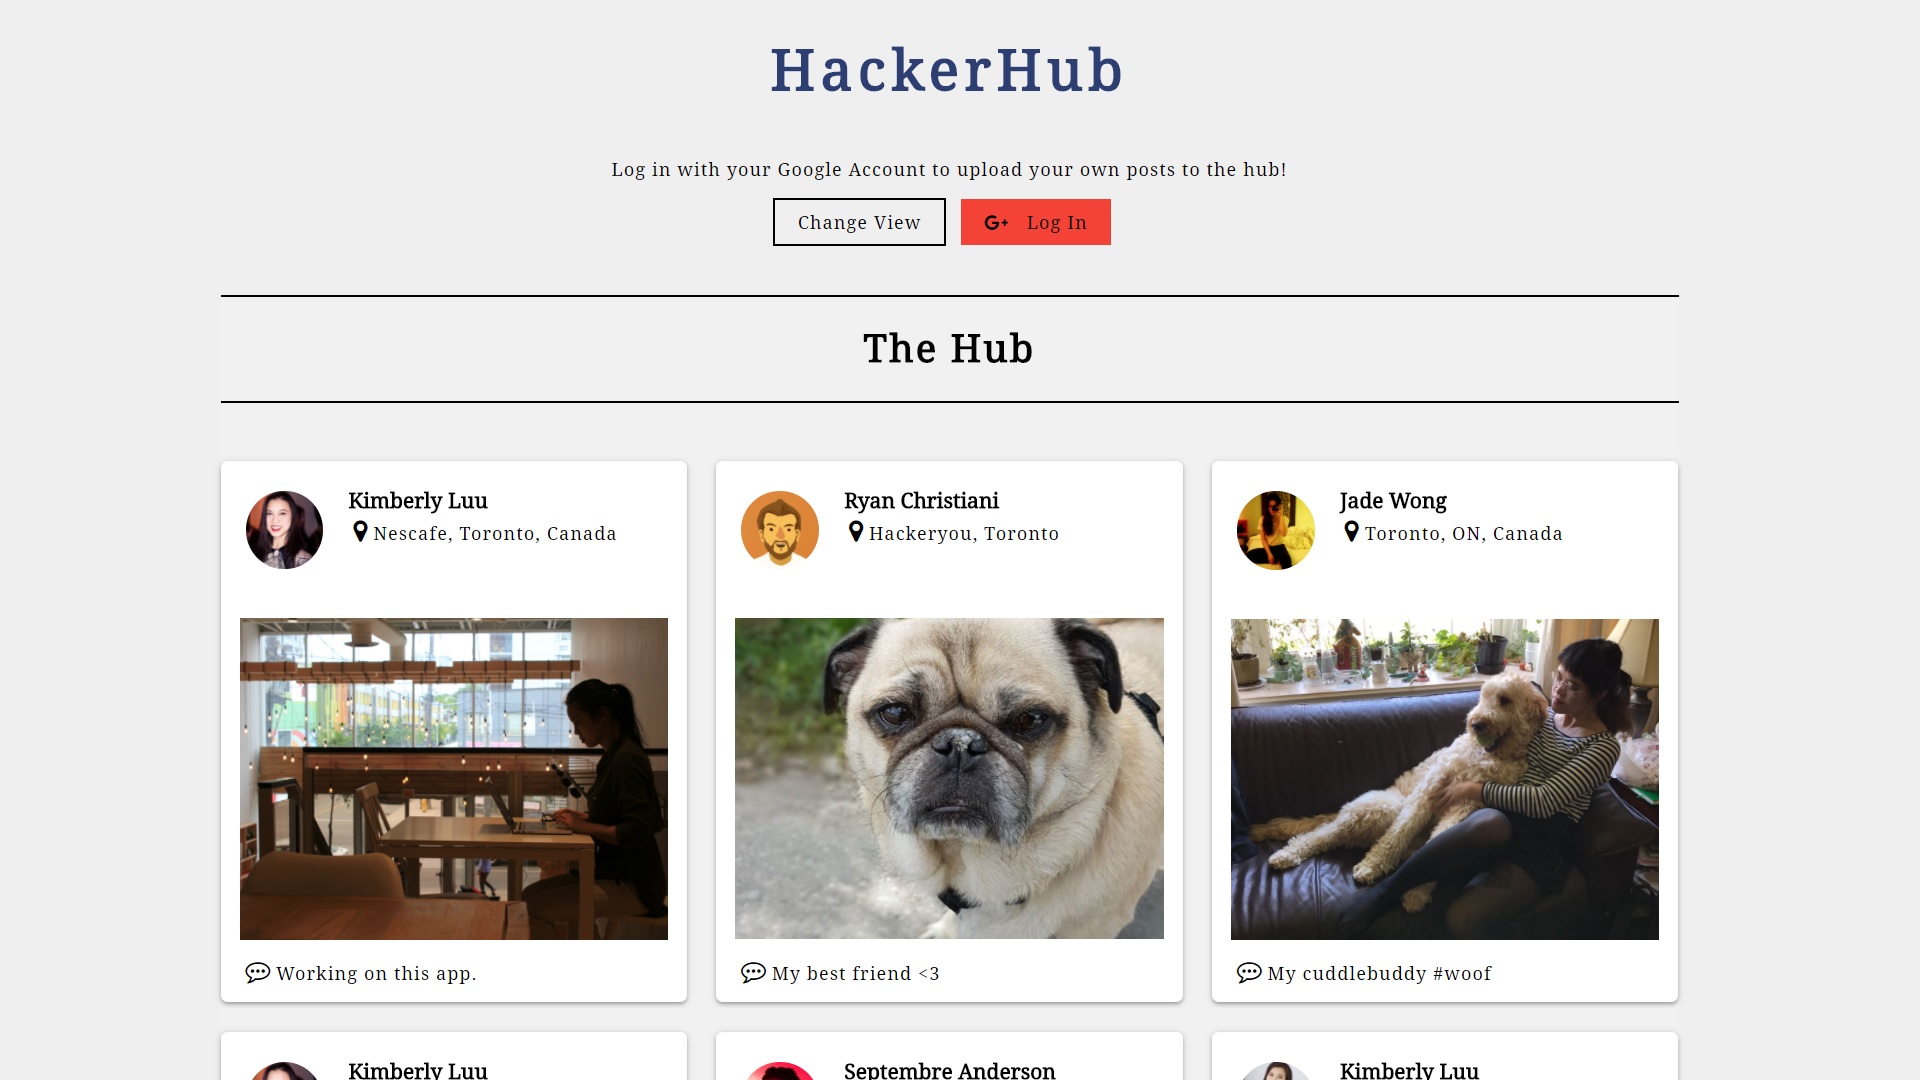 HackerHub
Log in with your Google Account to upload your own posts to the hub!
Change View
G+ Log In
The Hub
Kimberly Luu
Nescafe, Toronto, Canada
Working on this app.
Ryan Christiani
Hackeryou, Toronto
My best friend <3
Jade Wong
Toronto, ON, Canada
My cuddlebuddy #woof
Kimberly Luu
Septembre Anderson
Kimberly Luu